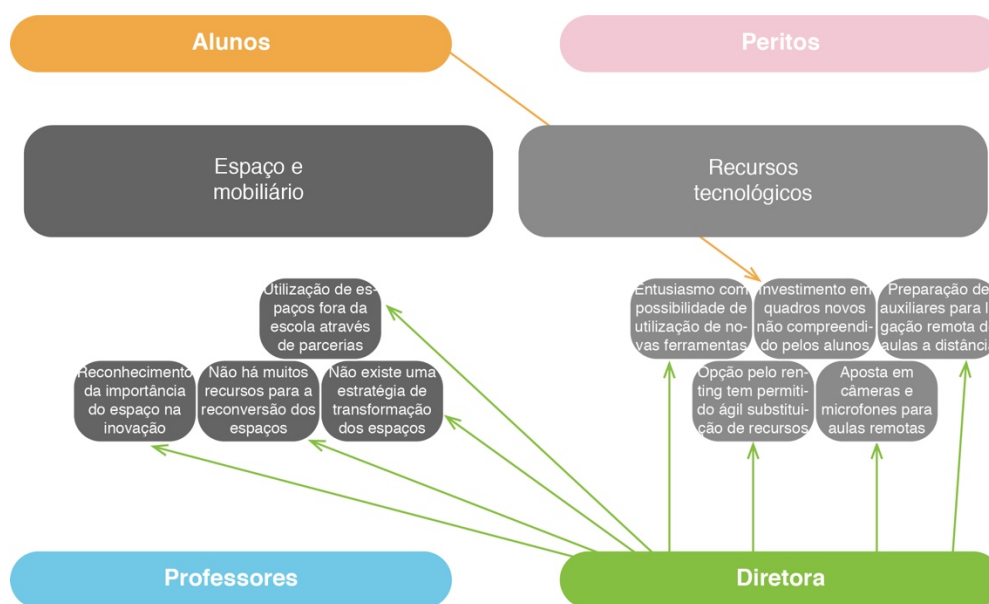 Alunos
Peritos
Espaço e
mobiliário
Recursos
tecnológicos
Utilização de es-
paços fora da
escola através
de parcerias
Reconhecimento
da importância
do espaço na
inovação
Não há muitos
recursos para a
reconversão dos
espaços
Não existe uma
estratégia de
transformação
dos espaços
Entusiasmo com
possibilidade de
utilização de no-
vas ferramentas
Investimento em
quadros novos
não compreendi-
do pelos alunos
Preparação de
auxiliares para li-
gação remota de
aulas a distância
Opção pelo ren-
ting tem permiti-
do ágil substitui-
ção de recursos
Aposta em
câmeras e
microfones para
aulas remotas
Professores
Diretora